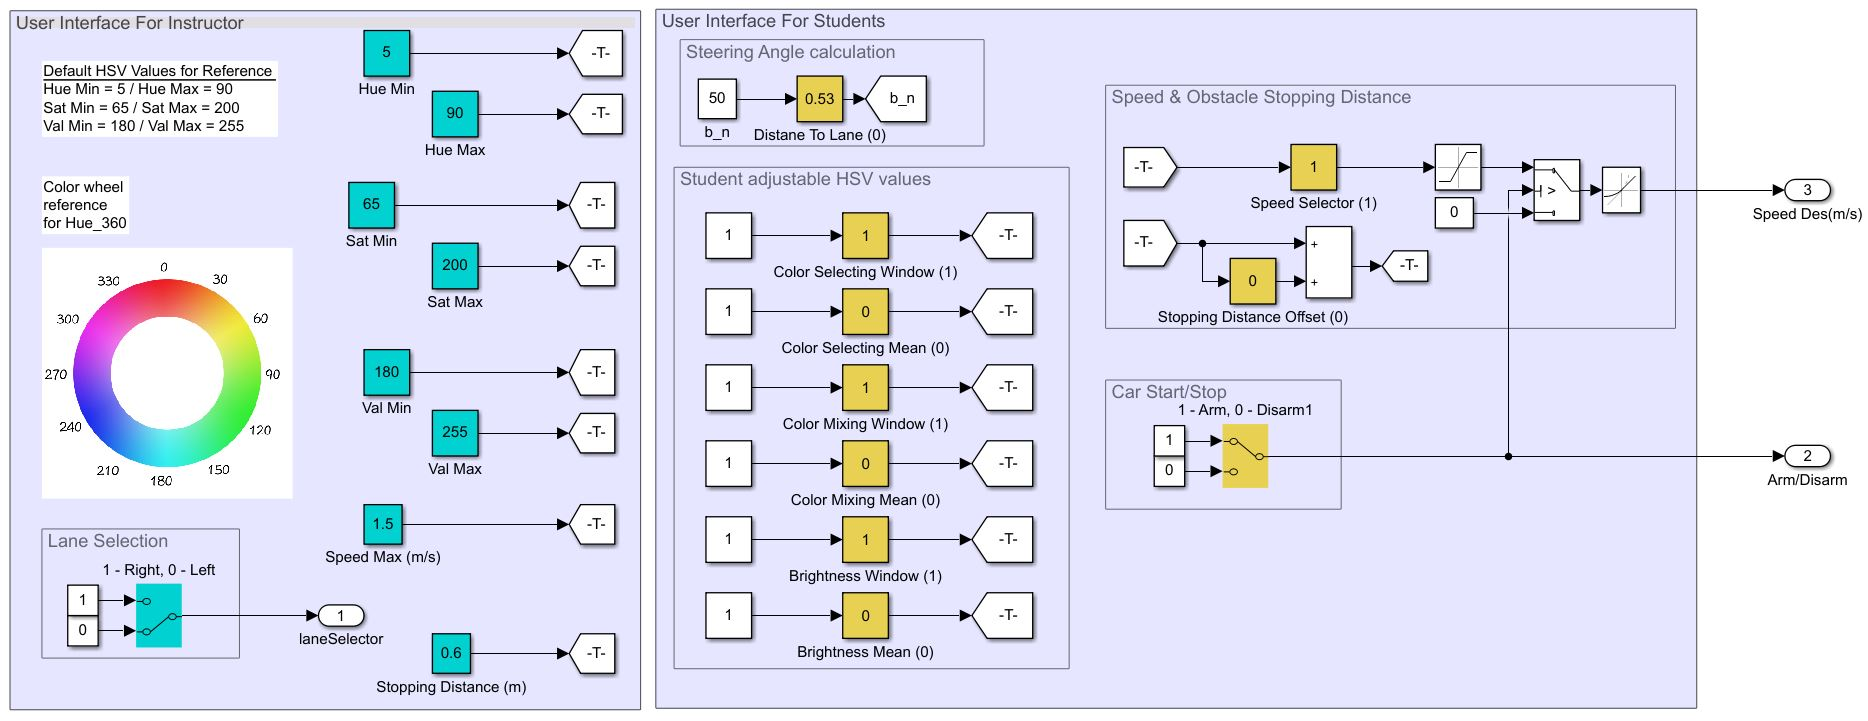 User Interface For Instructor
Default HSV Values for Reference
Hue Min = 5 / Hue Max = 90
Sat Min = 65 / Sat Max = 200
Val Min = 180 / Val Max = 255
5
-T-
Hue Min
90
-T-
Hue Max
Color wheel
reference
for Hue_360
65
-T-
Sat Min
200
-T-
Sat Max
0
30
60
90
120
150
180
210
240
270
300
330
180
-T-
Val Min
255
-T-
Val Max
1.5
-T-
Speed Max (m/s)
Lane Selection
1 - Right, 0 - Left
1
0
1
laneSelector
0.6
-T-
Stopping Distance (m)
User Interface For Students
Steering Angle calculation
50
0.53
b_n
b_n
Distane To Lane (0)
Student adjustable HSV values
1
1
-T-
Color Selecting Window (1)
1
0
-T-
Color Selecting Mean (0)
1
1
-T-
Color Mixing Window (1)
1
0
-T-
Color Mixing Mean (0)
1
1
-T-
Brightness Window (1)
1
0
-T-
Brightness Mean (0)
Speed & Obstacle Stopping Distance
-T-
1
Speed Selector (1)
0
>
3
Speed Des(m/s)
-T-
0
+
+
-T-
Stopping Distance Offset (0)
Car Start/Stop
1 - Arm, 0 - Disarm1
1
0
2
Arm/Disarm